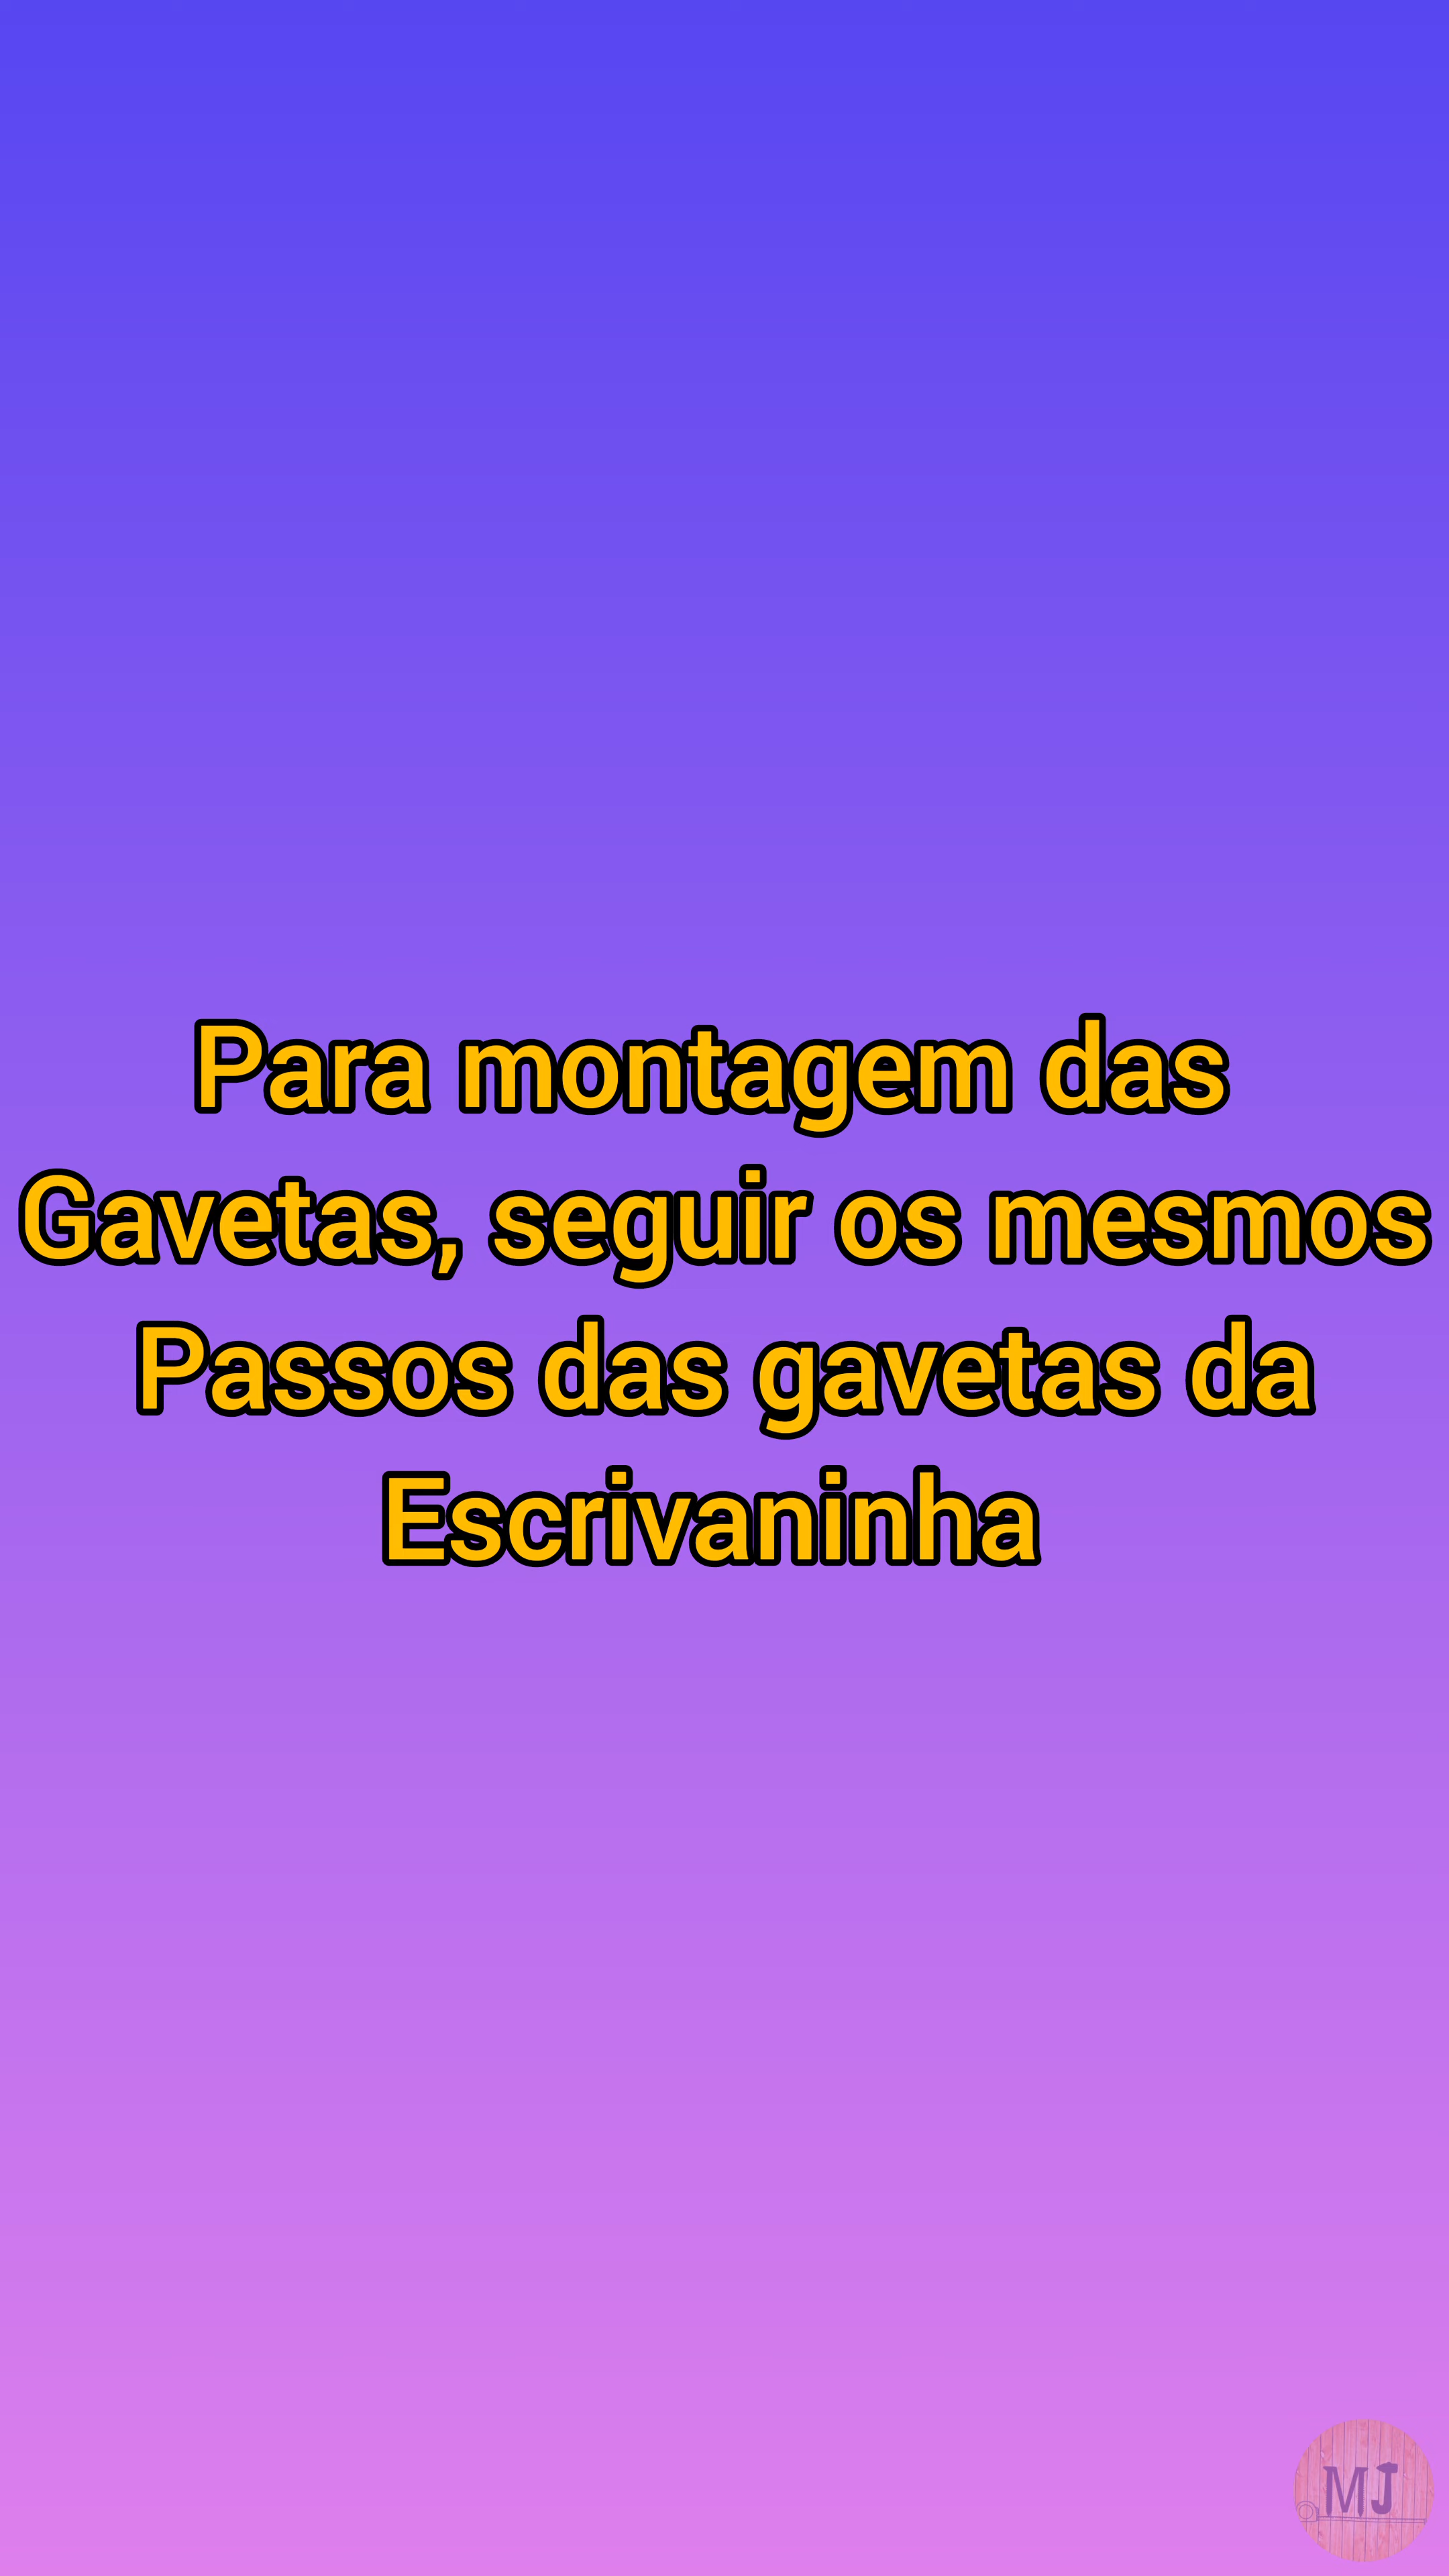 Para montagem das
Gavetas, seguir os mesmos
Passos das gavetas da
Escrivaninha
MJ